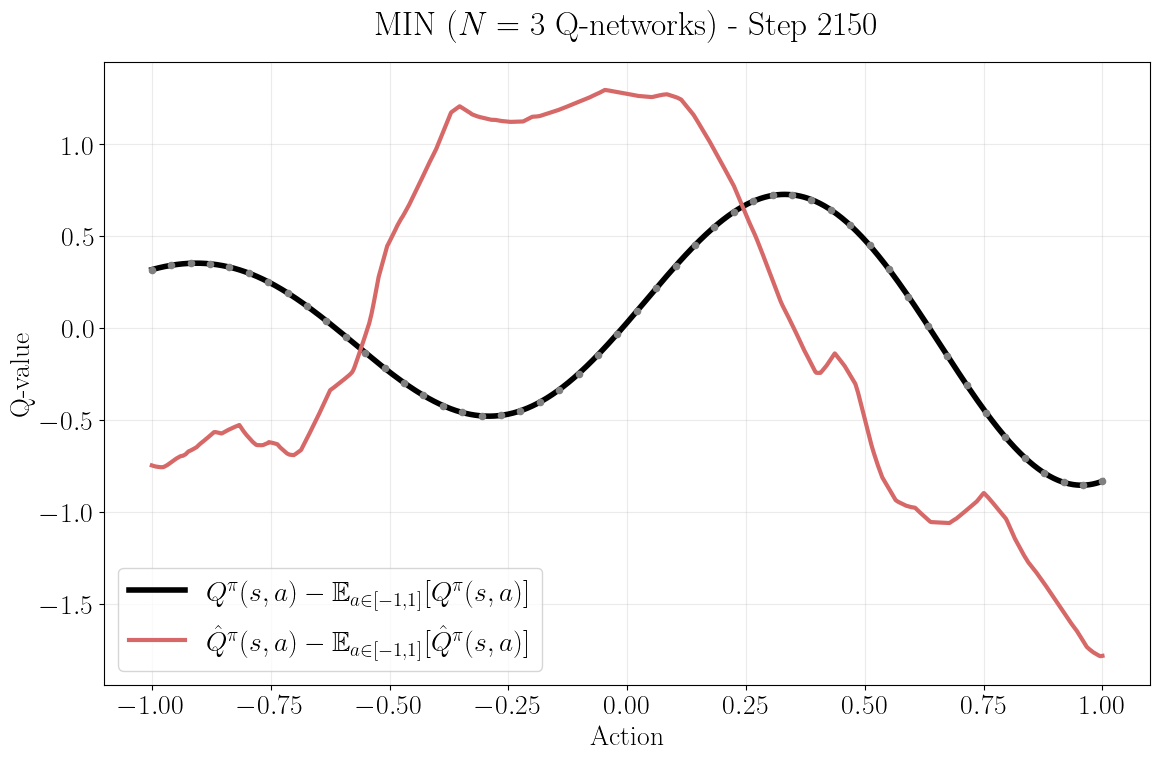 MIN (N = 3 Q-networks) - Step 2150
Q-value
1.0
0.5
0.0
−0.5
−1.0
−1.5
Q^π(s, a) − 𝔼_{a∈[−1,1]}[Q^π(s, a)]
Q̂^π(s, a) − 𝔼_{a∈[−1,1]}[Q̂^π(s, a)]
−1.00 −0.75 −0.50 −0.25 0.00 0.25 0.50 0.75 1.00
Action